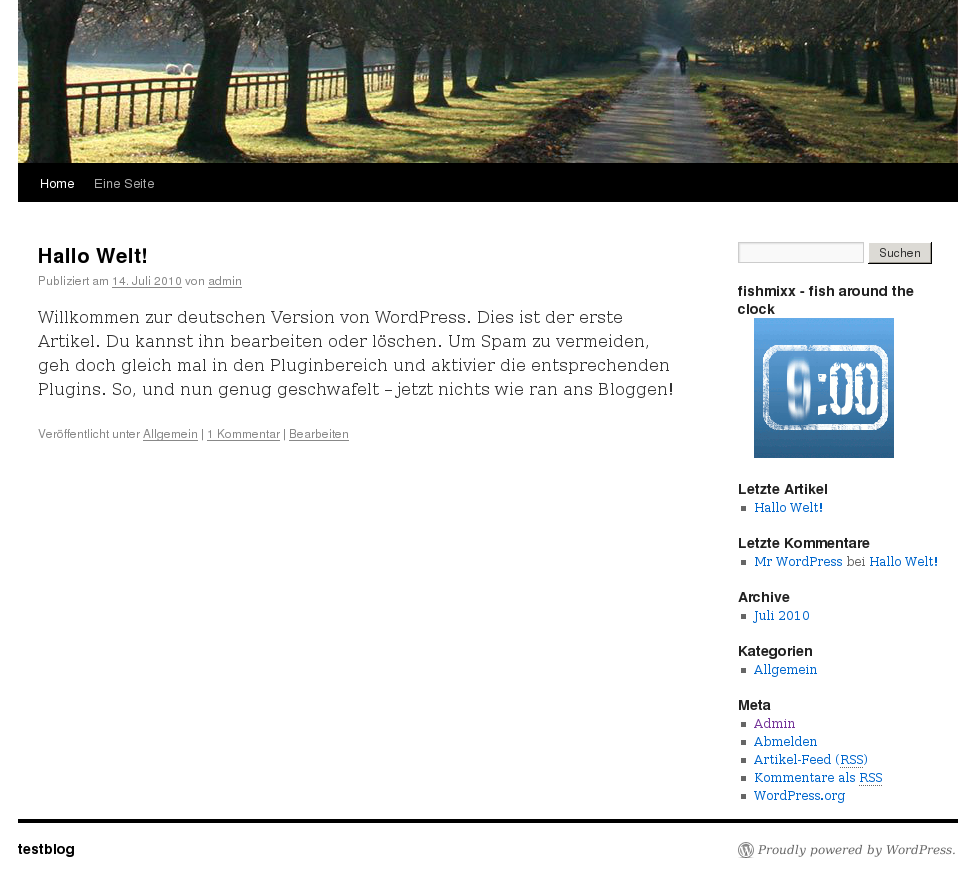 Home Eine Seite
Hallo Welt!
Publiziert am 14. Juli 2010 von admin
Willkommen zur deutschen Version von WordPress. Dies ist der erste
Artikel. Du kannst ihn bearbeiten oder löschen. Um Spam zu vermeiden,
geh doch gleich mal in den Pluginbereich und aktivier die entsprechenden
Plugins. So, und nun genug geschwafelt – jetzt nichts wie ran ans Bloggen!
Veröffentlicht unter Allgemein | 1 Kommentar | Bearbeiten
Suchen
fishmixx - fish around the
clock
9:00
Letzte Artikel
Hallo Welt!
Letzte Kommentare
Mr WordPress bei Hallo Welt!
Archive
Juli 2010
Kategorien
Allgemein
Meta
Admin
Abmelden
Artikel-Feed (RSS)
Kommentare als RSS
WordPress.org
testblog
Proudly powered by WordPress.